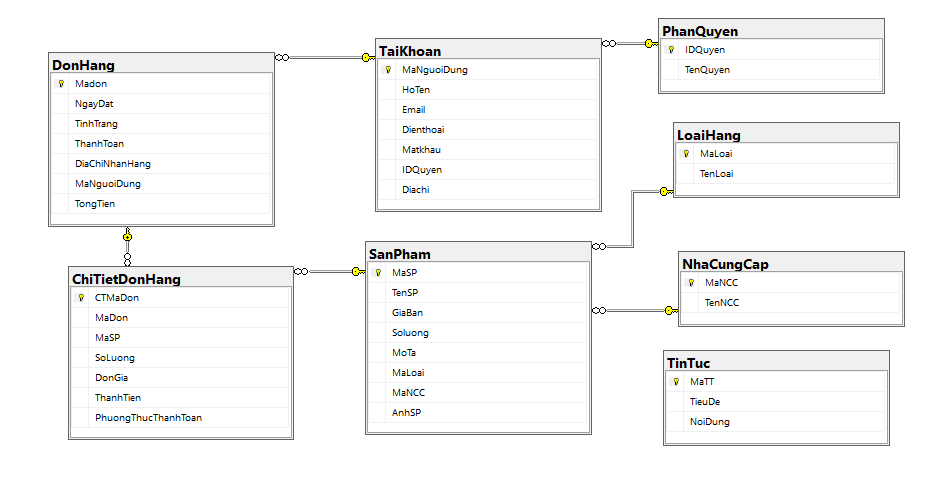 DonHang
Madon
NgayDat
TinhTrang
ThanhToan
DiaChiNhanHang
MaNguoiDung
TongTien
TaiKhoan
MaNguoiDung
HoTen
Email
Dienthoai
Matkhau
IDQuyen
Diachi
PhanQuyen
IDQuyen
TenQuyen
LoaiHang
MaLoai
TenLoai
ChiTietDonHang
CTMaDon
MaDon
MaSP
SoLuong
DonGia
ThanhTien
PhuongThucThanhToan
SanPham
MaSP
TenSP
GiaBan
Soluong
MoTa
MaLoai
MaNCC
AnhSP
NhaCungCap
MaNCC
TenNCC
TinTuc
MaTT
TieuDe
NoiDung